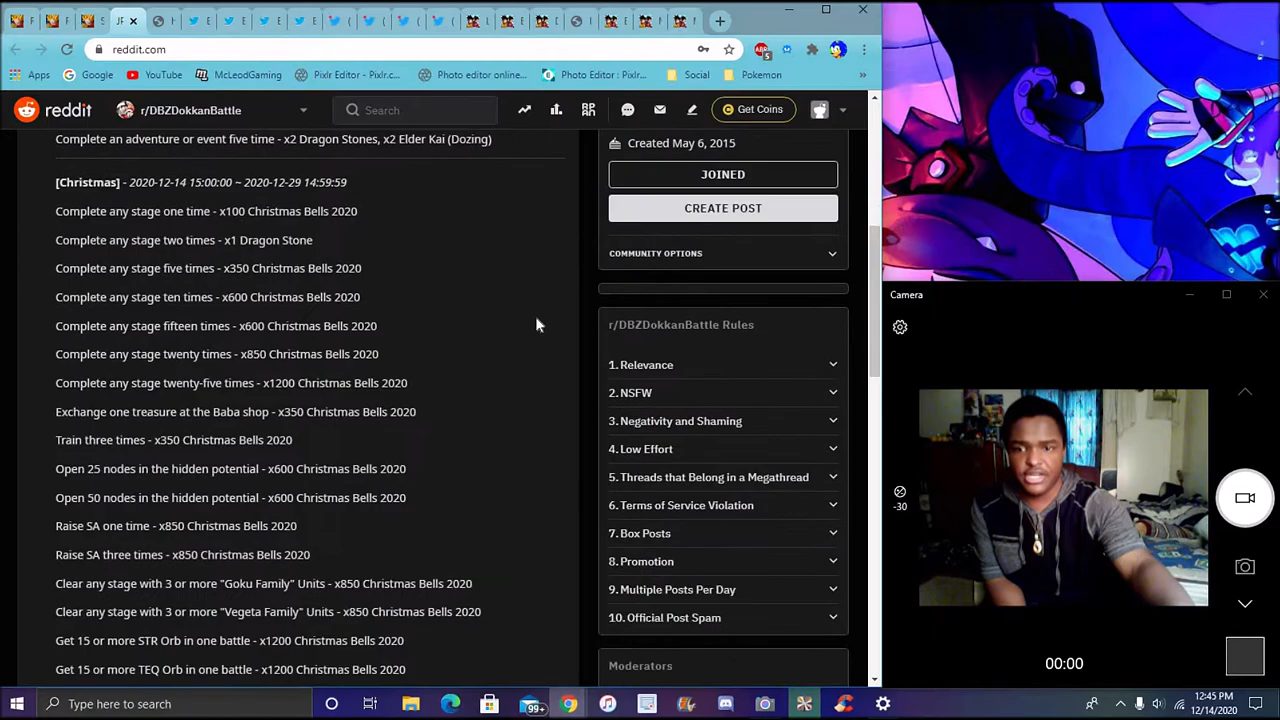 reddit.com
Apps
Google
YouTube
McLeodGaming
Pixlr Editor - Pixlr.c...
Photo editor online...
Photo Editor : Pixlr...
Social
Pokemon
»
reddit
r/DBZDokkanBattle
Search
Get Coins
Complete an adventure or event five time - x2 Dragon Stones, x2 Elder Kai (Dozing)
[Christmas] - 2020-12-14 15:00:00 ~ 2020-12-29 14:59:59
Complete any stage one time - x100 Christmas Bells 2020
Complete any stage two times - x1 Dragon Stone
Complete any stage five times - x350 Christmas Bells 2020
Complete any stage ten times - x600 Christmas Bells 2020
Complete any stage fifteen times - x600 Christmas Bells 2020
Complete any stage twenty times - x850 Christmas Bells 2020
Complete any stage twenty-five times - x1200 Christmas Bells 2020
Exchange one treasure at the Baba shop - x350 Christmas Bells 2020
Train three times - x350 Christmas Bells 2020
Open 25 nodes in the hidden potential - x600 Christmas Bells 2020
Open 50 nodes in the hidden potential - x600 Christmas Bells 2020
Raise SA one time - x850 Christmas Bells 2020
Raise SA three times - x850 Christmas Bells 2020
Clear any stage with 3 or more "Goku Family" Units - x850 Christmas Bells 2020
Clear any stage with 3 or more "Vegeta Family" Units - x850 Christmas Bells 2020
Get 15 or more STR Orb in one battle - x1200 Christmas Bells 2020
Get 15 or more TEQ Orb in one battle - x1200 Christmas Bells 2020
Created May 6, 2015
JOINED
CREATE POST
COMMUNITY OPTIONS
r/DBZDokkanBattle Rules
1. Relevance
2. NSFW
3. Negativity and Shaming
4. Low Effort
5. Threads that Belong in a Megathread
6. Terms of Service Violation
7. Box Posts
8. Promotion
9. Multiple Posts Per Day
10. Official Post Spam
Moderators
Camera
-30
00:00
Type here to search
99+
12:45 PM
12/14/2020